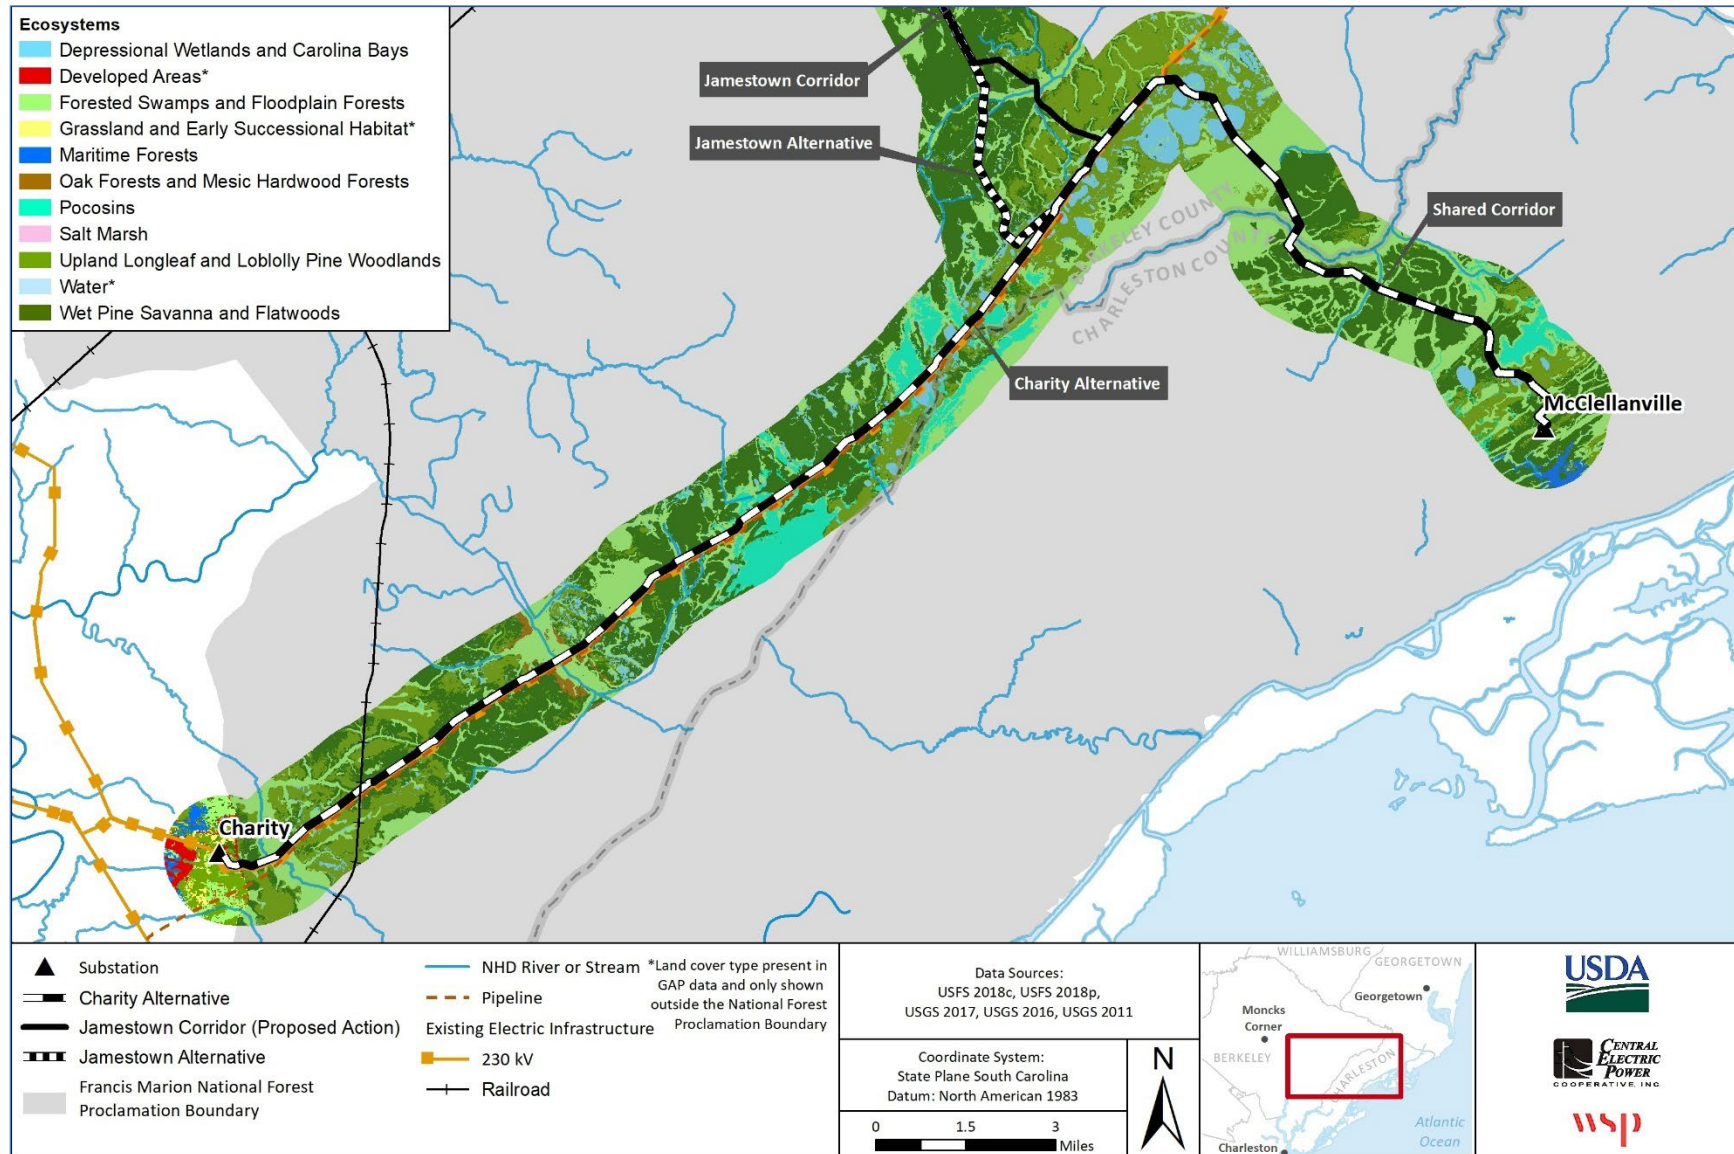 Ecosystems
Depressional Wetlands and Carolina Bays
Developed Areas*
Forested Swamps and Floodplain Forests
Grassland and Early Successional Habitat*
Maritime Forests
Oak Forests and Mesic Hardwood Forests
Pocosins
Salt Marsh
Upland Longleaf and Loblolly Pine Woodlands
Water*
Wet Pine Savanna and Flatwoods
Jamestown Corridor
Jamestown Alternative
Shared Corridor
BERKELEY COUNTY
CHARLESTON COUNTY
Charity Alternative
McClellanville
Charity
Substation
Charity Alternative
Jamestown Corridor (Proposed Action)
Jamestown Alternative
Francis Marion National Forest
Proclamation Boundary
NHD River or Stream
Pipeline
Existing Electric Infrastructure
230 kV
Railroad
*Land cover type present in
GAP data and only shown
outside the National Forest
Proclamation Boundary
Data Sources:
USFS 2018c, USFS 2018p,
USGS 2017, USGS 2016, USGS 2011
Coordinate System:
State Plane South Carolina
Datum: North American 1983
0 1.5 3
Miles
N
WILLIAMSBURG
GEORGETOWN
Georgetown
Moncks
Corner
BERKELEY
CHARLESTON
Atlantic
Ocean
Charleston
USDA
CENTRAL
ELECTRIC
POWER
COOPERATIVE, INC
wsp